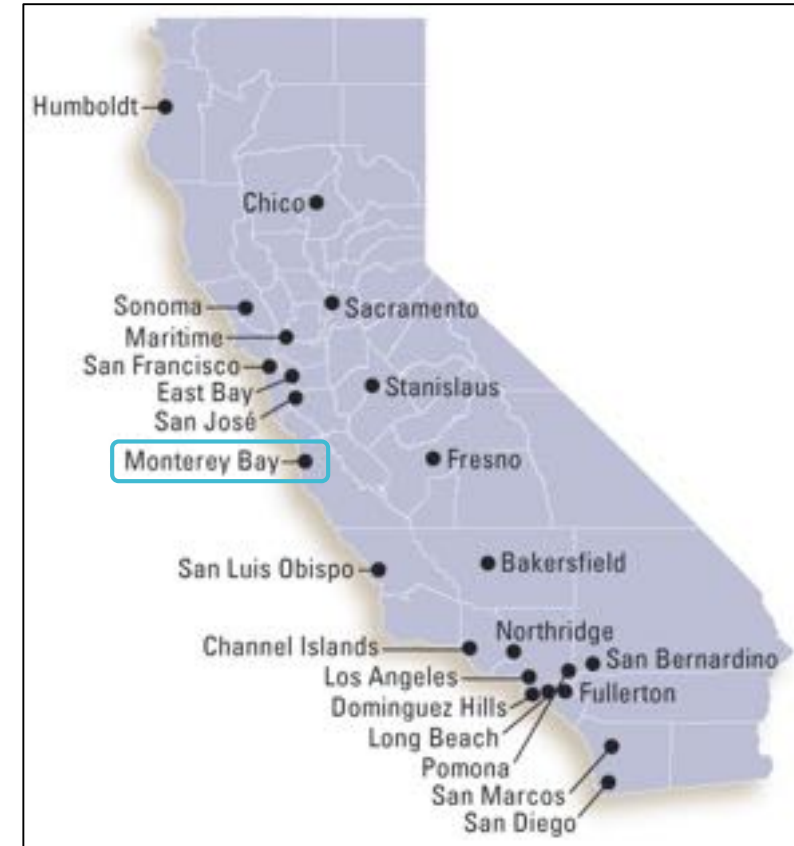 Humboldt
Chico
Sonoma
Sacramento
Maritime
San Francisco
East Bay
Stanislaus
San José
Monterey Bay
Fresno
San Luis Obispo
Bakersfield
Northridge
Channel Islands
San Bernardino
Los Angeles
Fullerton
Dominguez Hills
Long Beach
Pomona
San Marcos
San Diego